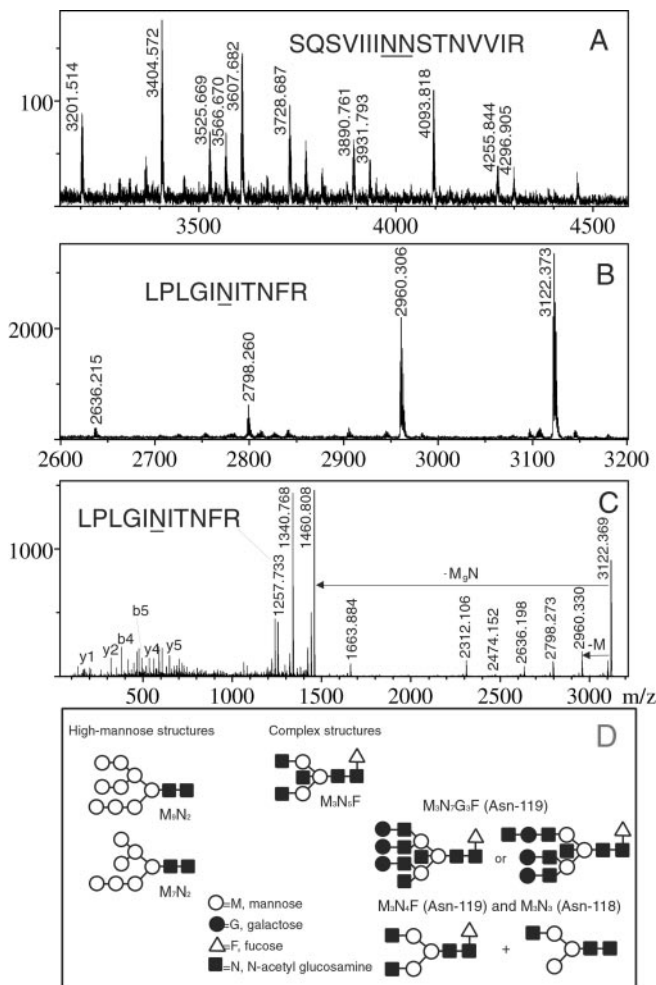 A
SQSVIIINNSTNVVIR
100
3201.514
3404.572
3525.669
3566.670
3607.682
3728.687
3890.761
3931.793
4093.818
4255.844
4296.905
3500
4000
4500
B
LPLGINITNFR
2000
2636.215
2798.260
2960.306
3122.373
2600
2700
2800
2900
3000
3100
3200
C
LPLGINITNFR
1000
1257.733
1340.768
1460.808
1663.884
2312.106
2474.152
2636.198
2798.273
2960.330
3122.369
-M₉N
-M
y1
y2
b4
b5
y4
y5
0
500
1000
1500
2000
2500
3000
m/z
D
High-mannose structures
Complex structures
M₉N₂
M₇N₂
M₃N₅F
M₃N₇G₃F (Asn-119)
or
M₃N₄F (Asn-119) and M₃N₃ (Asn-118)
+
=M, mannose
=G, galactose
=F, fucose
=N, N-acetyl glucosamine